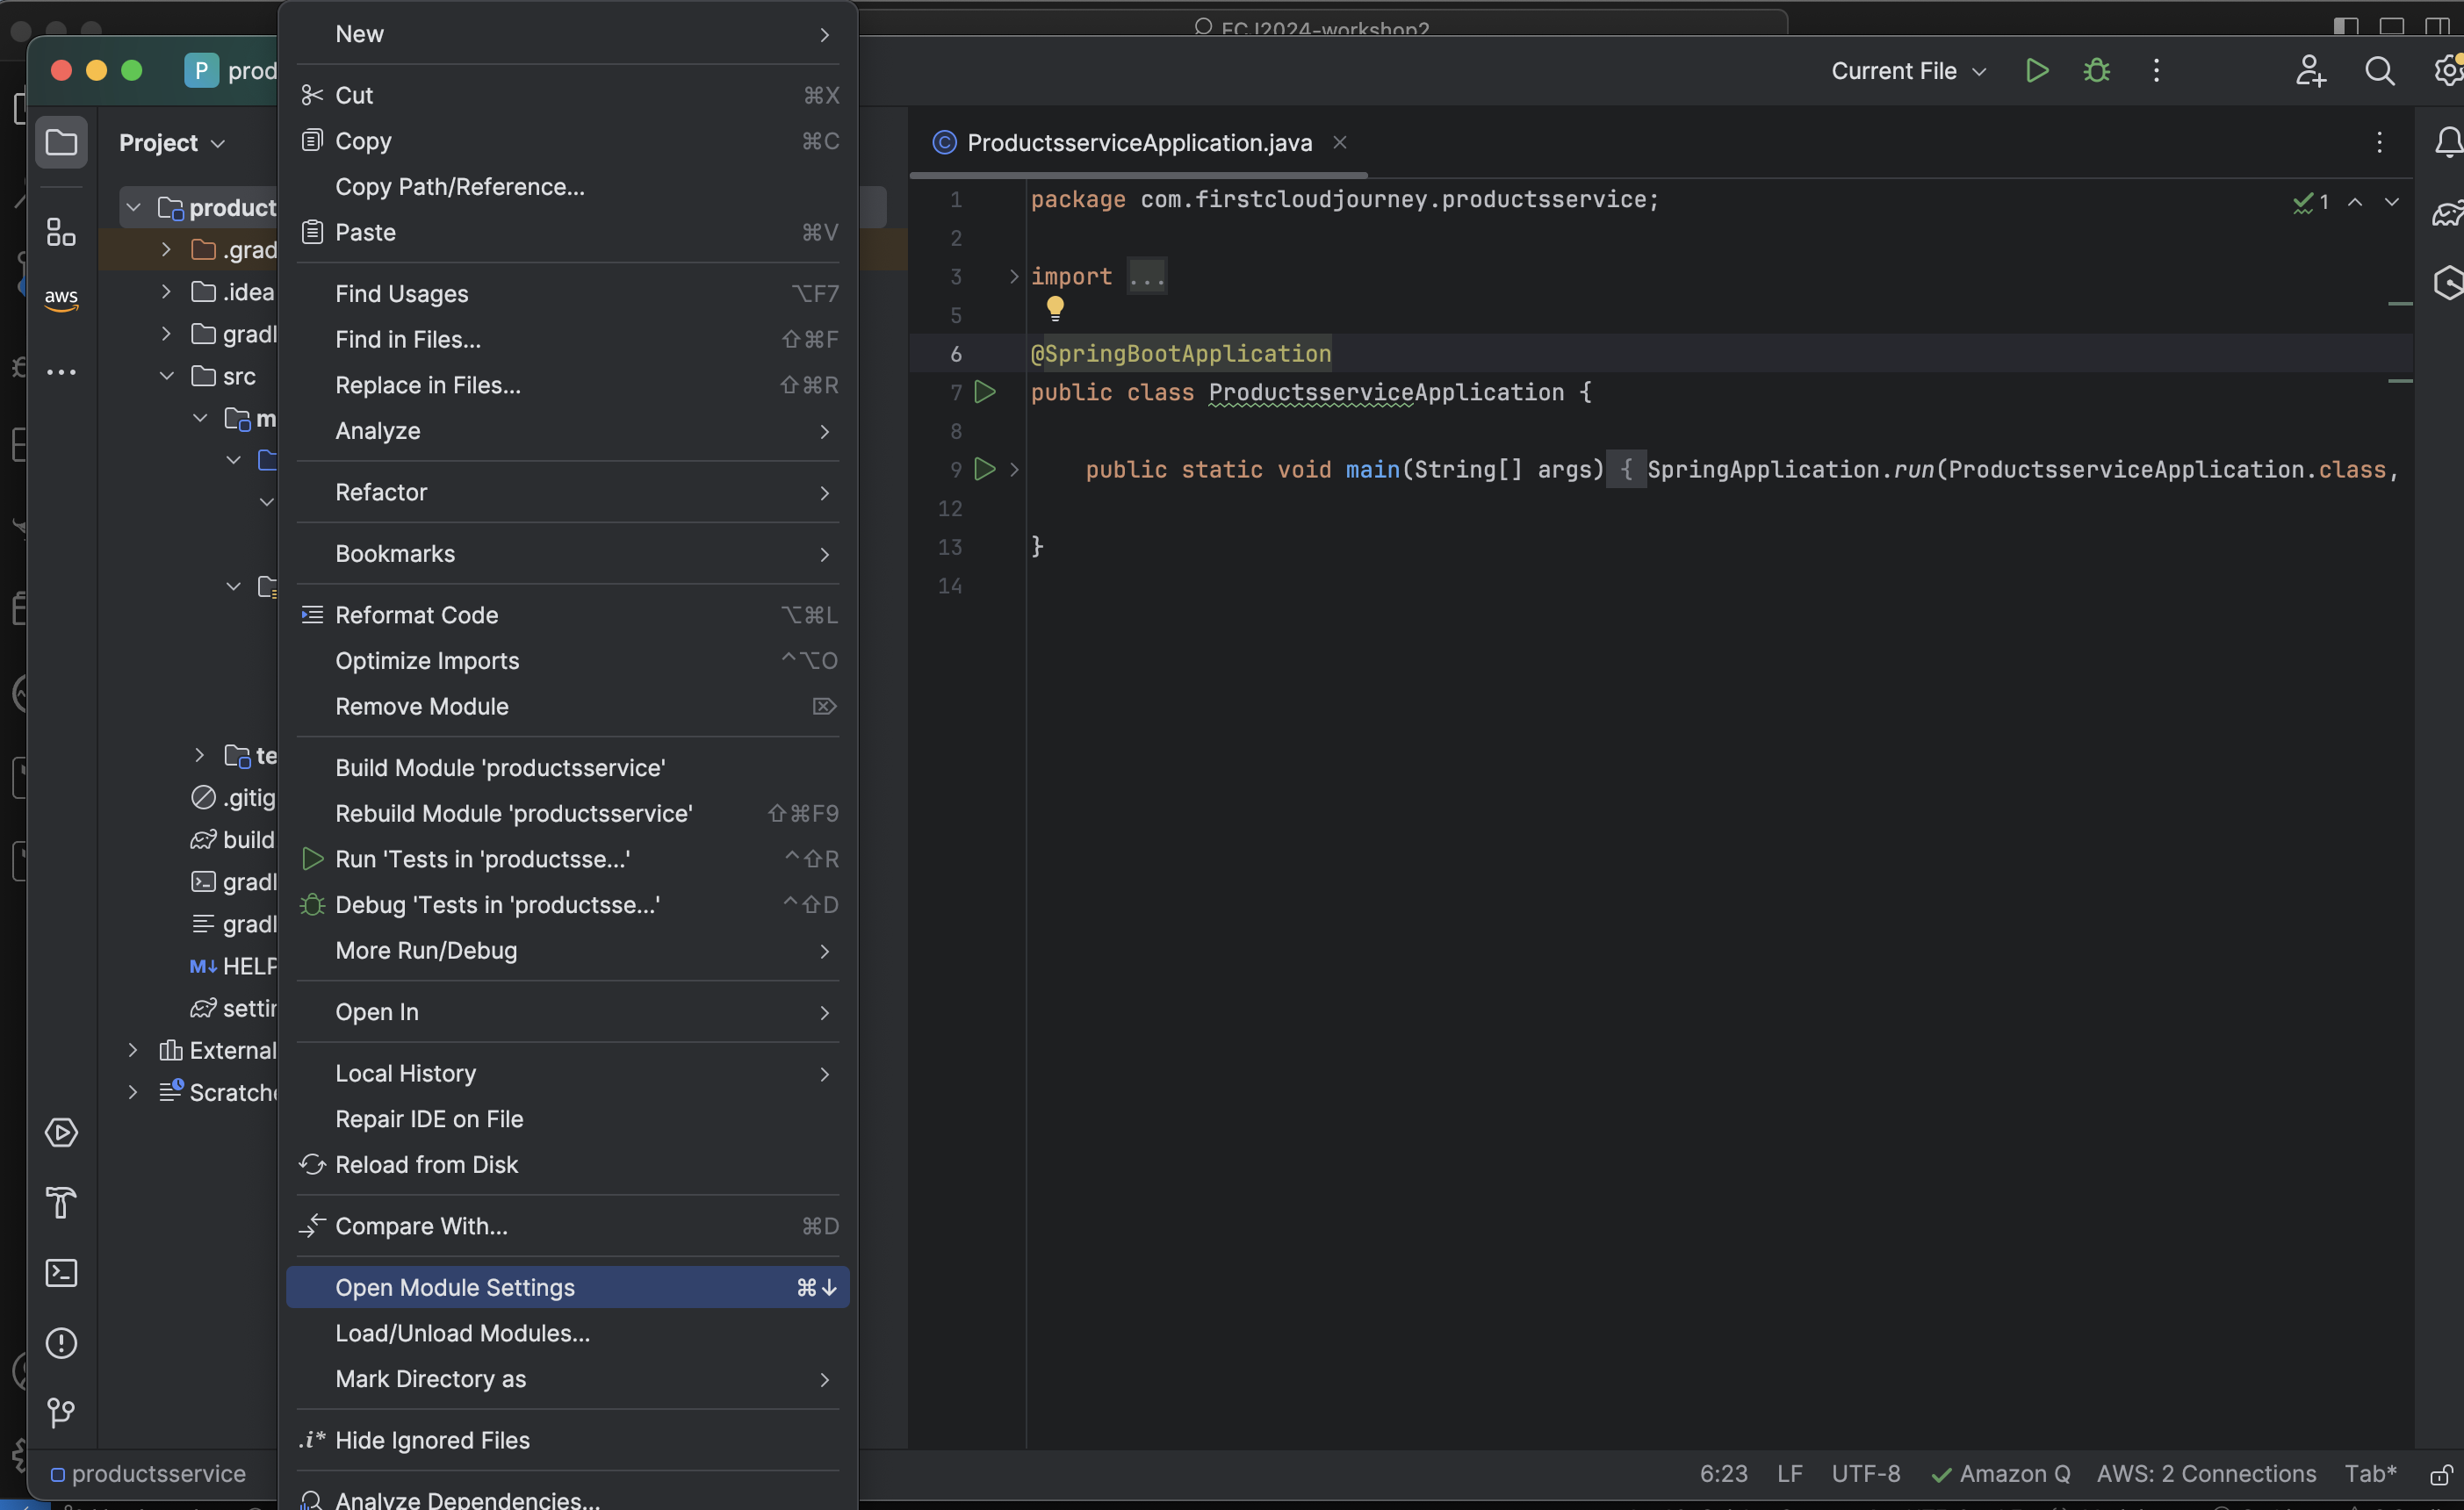 FCJ2024-workshop2
P prod
Current File
Project
ProductsserviceApplication.java
product
.grad
.idea
gradl
src
m
te
.gitig
build
gradl
gradl
M↓ HELP
settin
External
Scratche
aws
New
Cut ⌘X
Copy ⌘C
Copy Path/Reference...
Paste ⌘V
Find Usages ⌥F7
Find in Files... ⇧⌘F
Replace in Files... ⇧⌘R
Analyze
Refactor
Bookmarks
Reformat Code ⌥⌘L
Optimize Imports ^⌥O
Remove Module ⌦
Build Module 'productsservice'
Rebuild Module 'productsservice' ⇧⌘F9
Run 'Tests in 'productsse...' ^⇧R
Debug 'Tests in 'productsse...' ^⇧D
More Run/Debug
Open In
Local History
Repair IDE on File
Reload from Disk
Compare With... ⌘D
Open Module Settings ⌘↓
Load/Unload Modules...
Mark Directory as
.i* Hide Ignored Files
Analyze Dependencies...
1 package com.firstcloudjourney.productsservice;
1
2
3 import ...
5
6 @SpringBootApplication
7 public class ProductsserviceApplication {
8
9 public static void main(String[] args) { SpringApplication.run(ProductsserviceApplication.class,
12
13 }
14
productsservice
6:23 LF UTF-8 Amazon Q AWS: 2 Connections Tab*